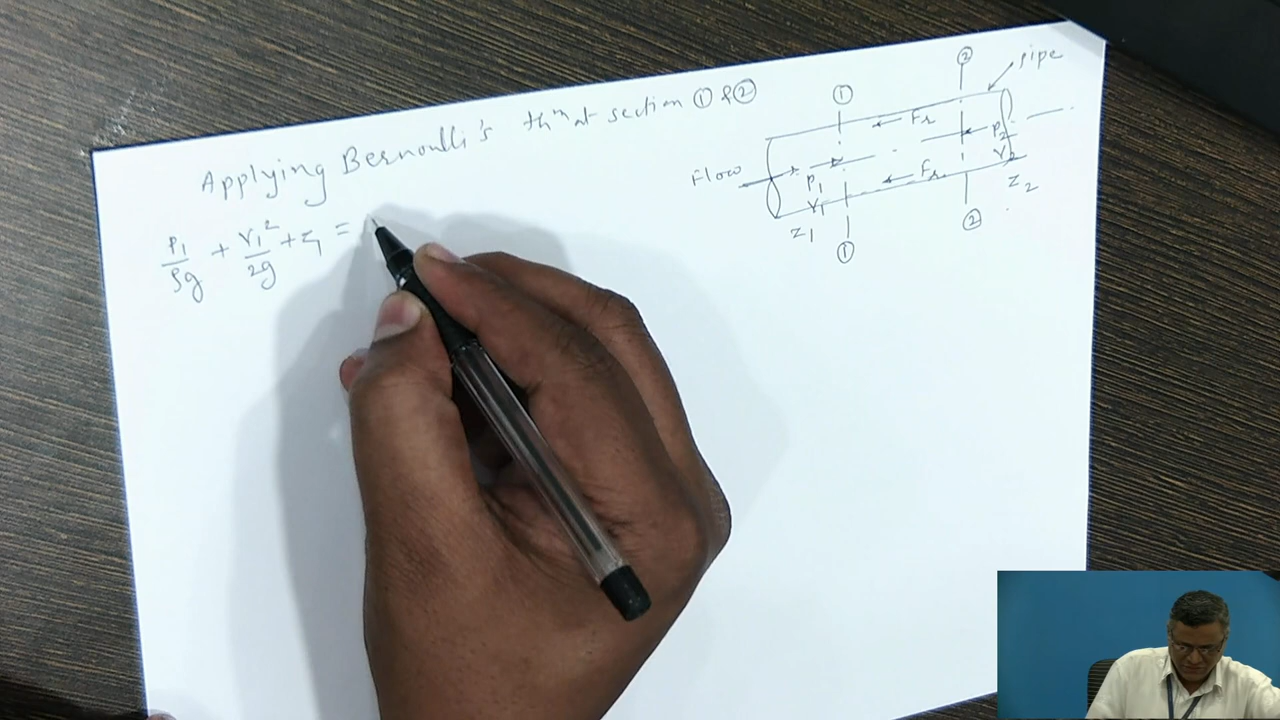 Applying Bernoulli's thm at section ① & ②
P1/ρg + V1²/2g + Z1 =
②
pipe
①
Fr
P2
V2
Flow
P1
V1
Fr
Z2
Z1
②
①